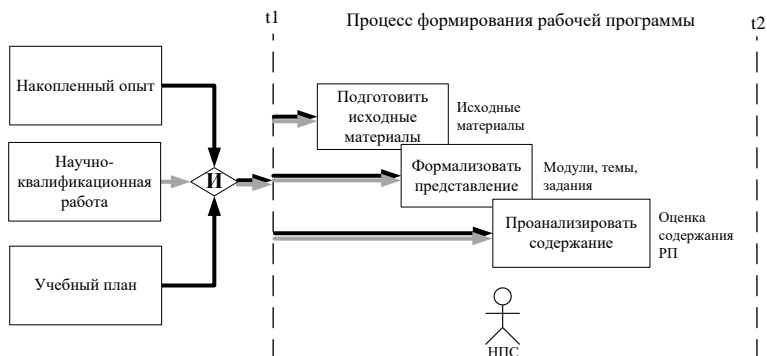 t1
Процесс формирования рабочей программы
t2
Накопленный опыт
Научно-
квалификационная
работа
Учебный план
И
Подготовить
исходные
материалы
Исходные
материалы
Формализовать
представление
Модули, темы,
задания
Проанализировать
содержание
Оценка
содержания
РП
НПС